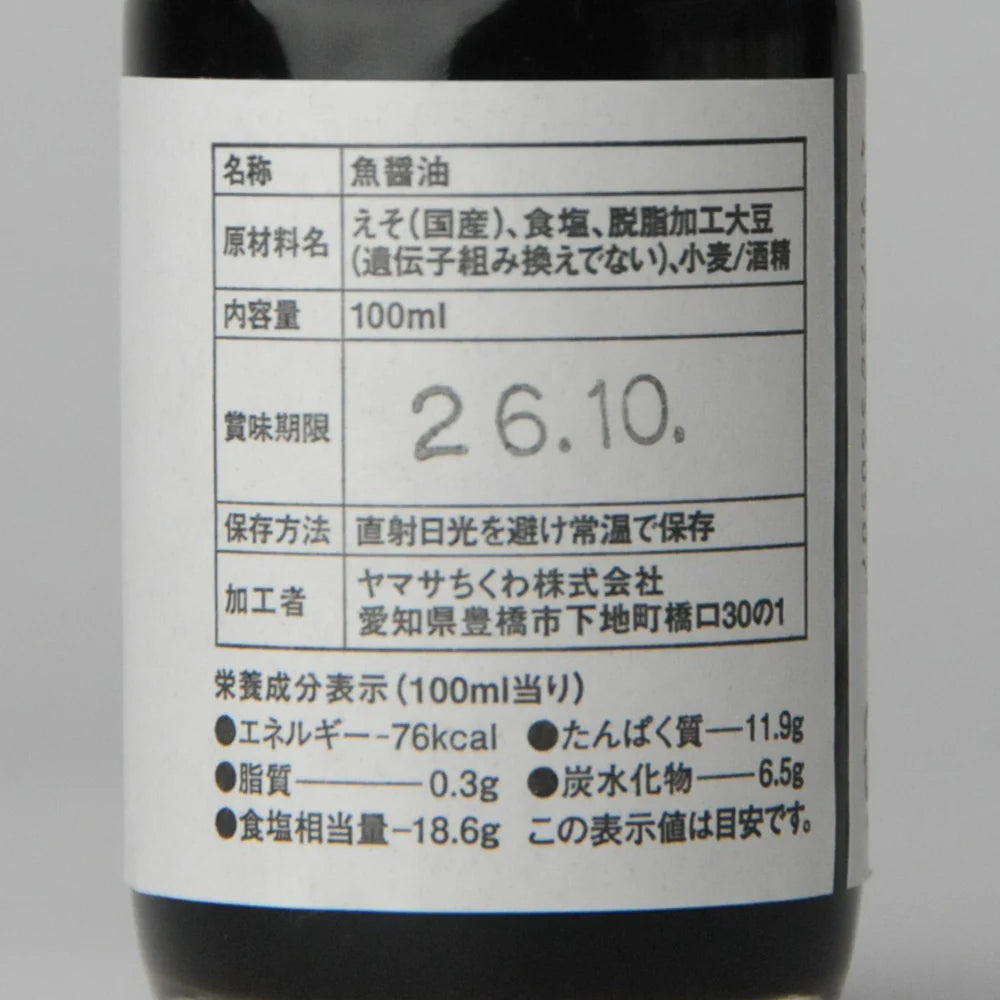 名称 魚醤油
原材料名 えそ(国産)、食塩、脱脂加工大豆
(遺伝子組み換えでない)、小麦/酒精
内容量 100ml
賞味期限 26.10.
保存方法 直射日光を避け常温で保存
加工者 ヤマサちくわ株式会社
愛知県豊橋市下地町橋口30の1
栄養成分表示(100ml当り)
●エネルギー--76kcal ●たんぱく質—11.9g
●脂質———0.3g ●炭水化物——6.5g
●食塩相当量–18.6g この表示値は目安です。